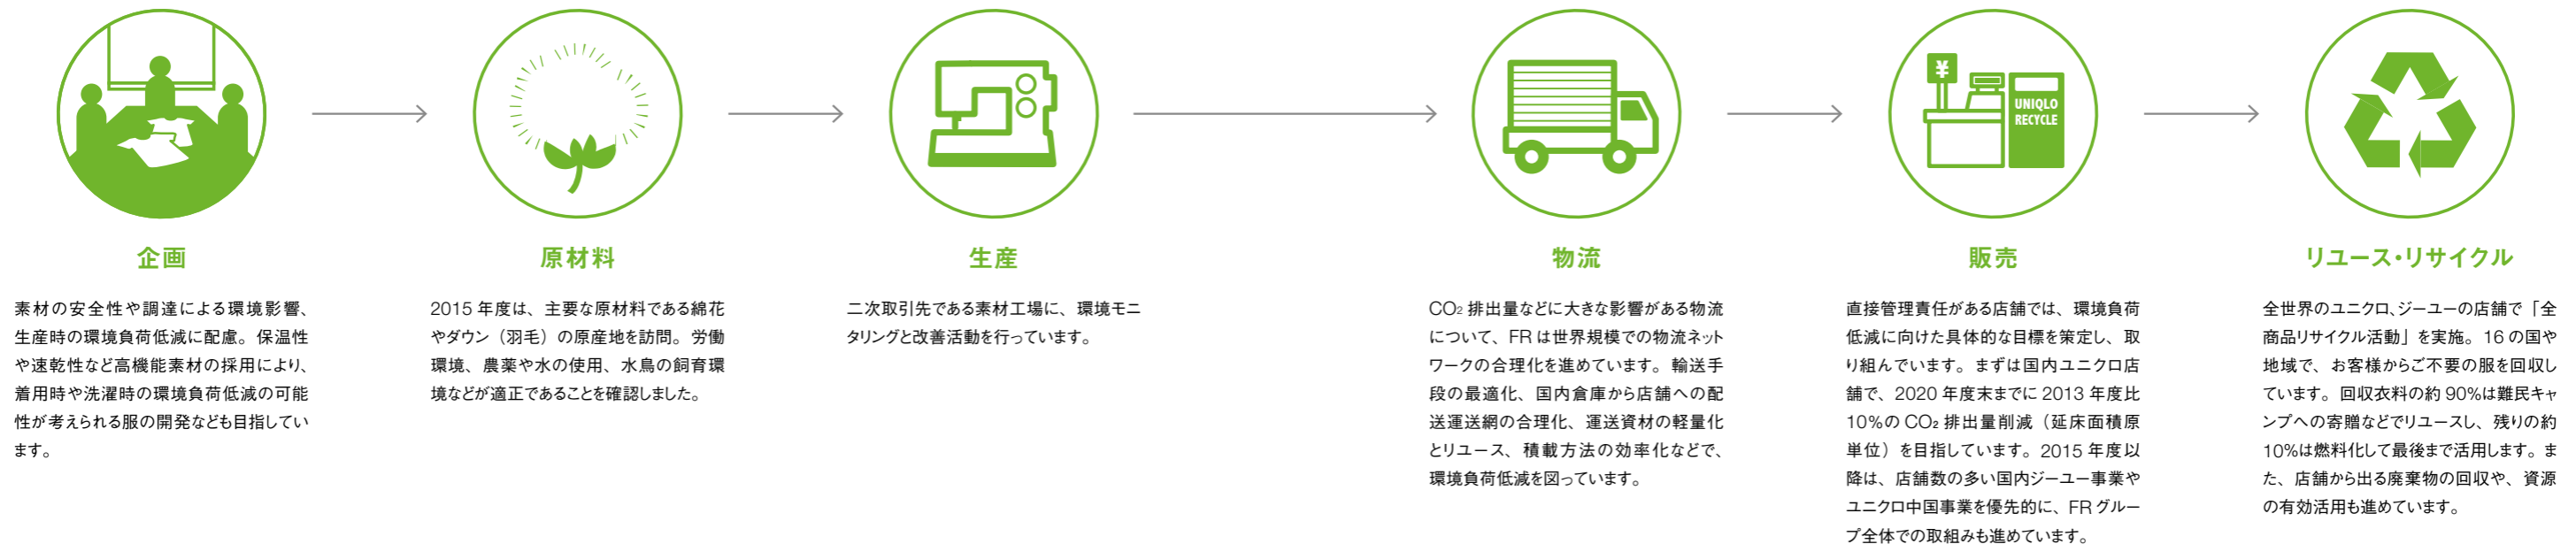 ¥
UNIQLO
RECYCLE
企画
素材の安全性や調達による環境影響、
生産時の環境負荷低減に配慮。保温性
や速乾性など高機能素材の採用により、
着用時や洗濯時の環境負荷低減の可能
性が考えられる服の開発なども目指してい
ます。
原材料
2015 年度は、主要な原材料である綿花
やダウン（羽毛）の原産地を訪問。労働
環境、農薬や水の使用、水鳥の飼育環
境などが適正であることを確認しました。
生産
二次取引先である素材工場に、環境モニ
タリングと改善活動を行っています。
物流
CO₂ 排出量などに大きな影響がある物流
について、FR は世界規模での物流ネット
ワークの合理化を進めています。輸送手
段の最適化、国内倉庫から店舗への配
送運送網の合理化、運送資材の軽量化
とリユース、積載方法の効率化などで、
環境負荷低減を図っています。
販売
直接管理責任がある店舗では、環境負荷
低減に向けた具体的な目標を策定し、取
り組んでいます。まずは国内ユニクロ店
舗で、2020 年度末までに 2013 年度比
10%の CO₂ 排出量削減（延床面積原
単位）を目指しています。2015 年度以
降は、店舗数の多い国内ジーユー事業や
ユニクロ中国事業を優先的に、FR グルー
プ全体での取組みも進めています。
リユース・リサイクル
全世界のユニクロ、ジーユーの店舗で「全
商品リサイクル活動」を実施。16 の国や
地域で、お客様からご不要の服を回収し
ています。回収衣料の約 90%は難民キャ
ンプへの寄贈などでリユースし、残りの約
10%は燃料化して最後まで活用します。ま
た、店舗から出る廃棄物の回収や、資源
の有効活用も進めています。